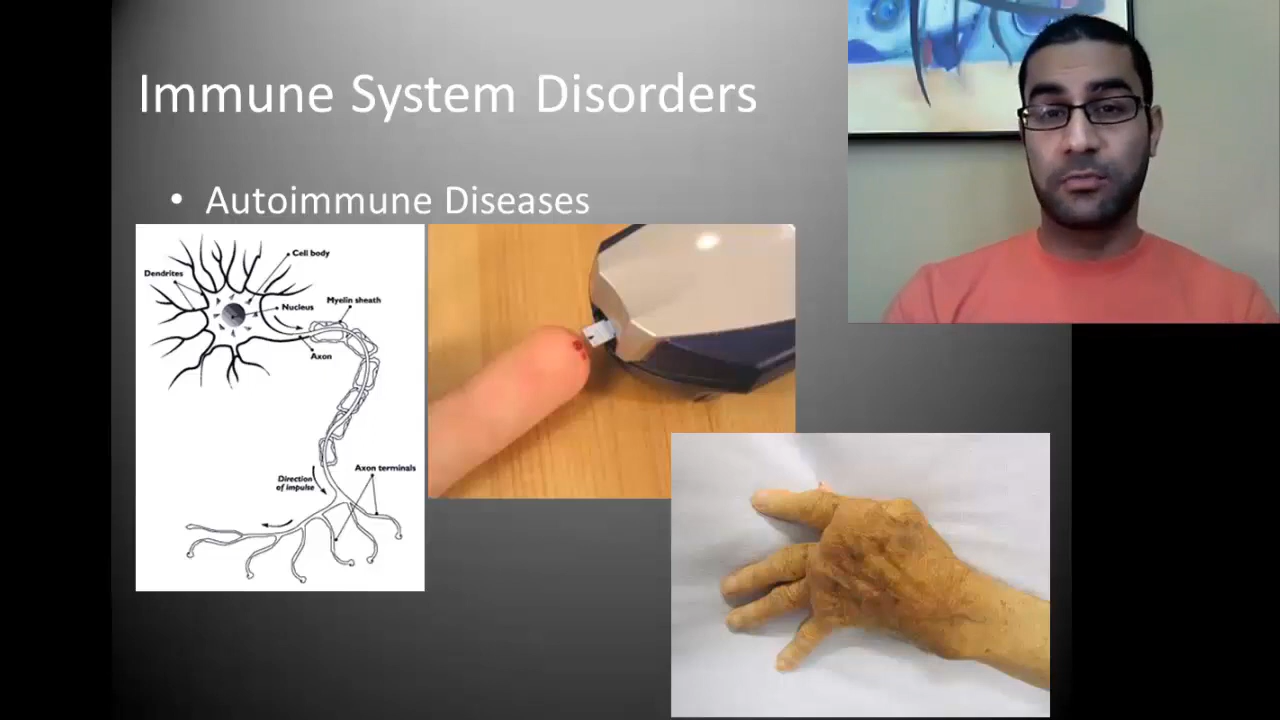 Immune System Disorders
• Autoimmune Diseases
Cell body
Dendrites
Nucleus
Myelin sheath
Axon
Axon terminals
Direction
of impulse